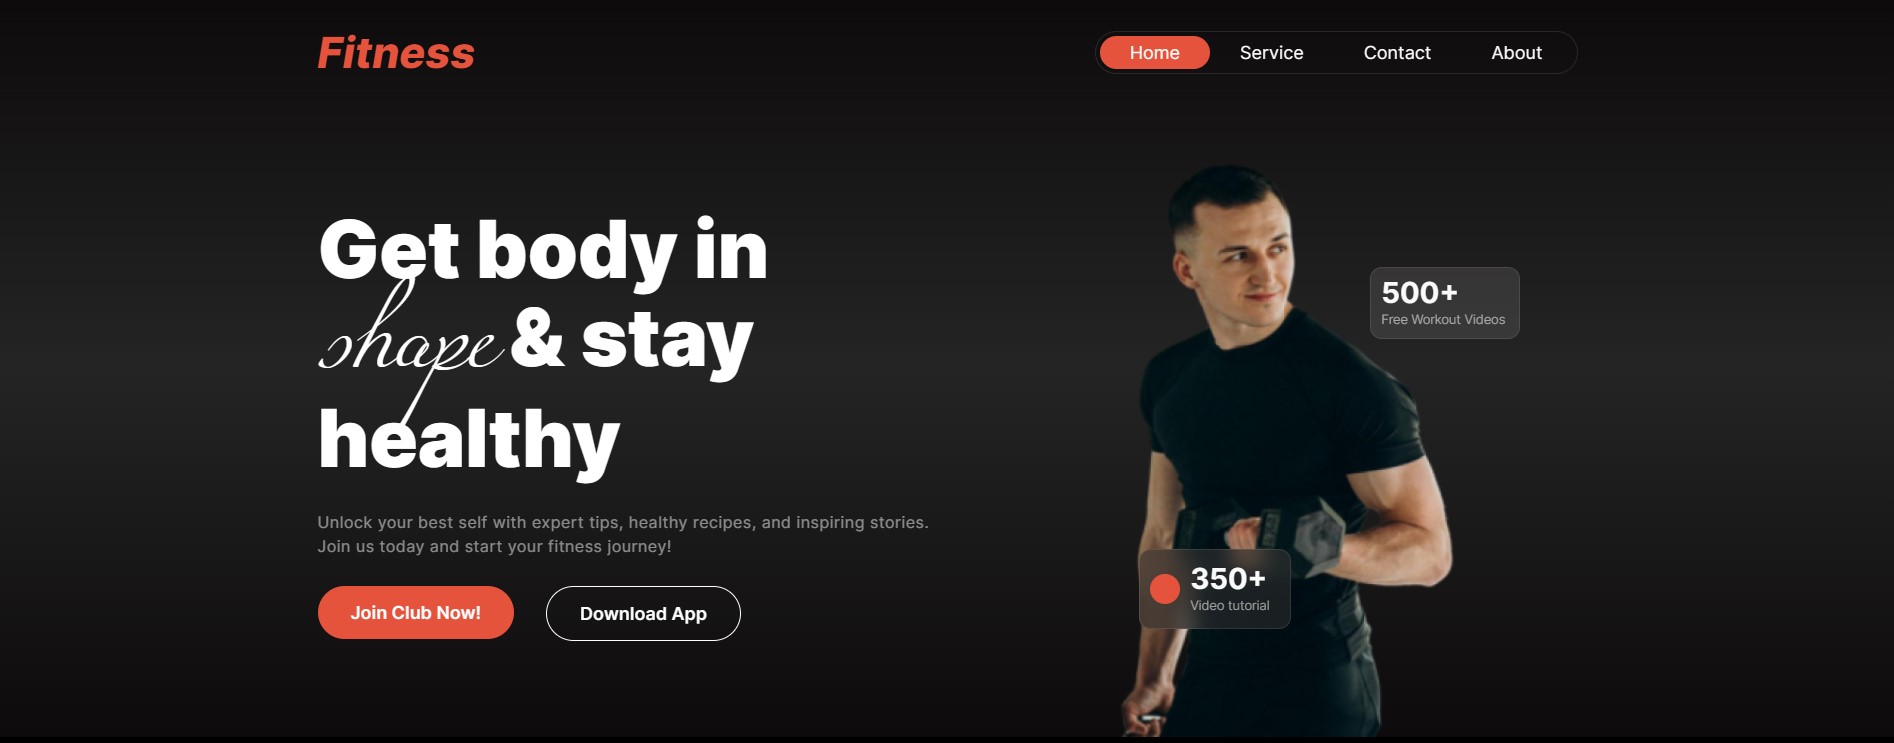 Fitness
Home Service Contact About
Get body in
shape & stay
healthy
500+
Free Workout Videos
Unlock your best self with expert tips, healthy recipes, and inspiring stories.
Join us today and start your fitness journey!
350+
Video tutorial
Join Club Now! Download App